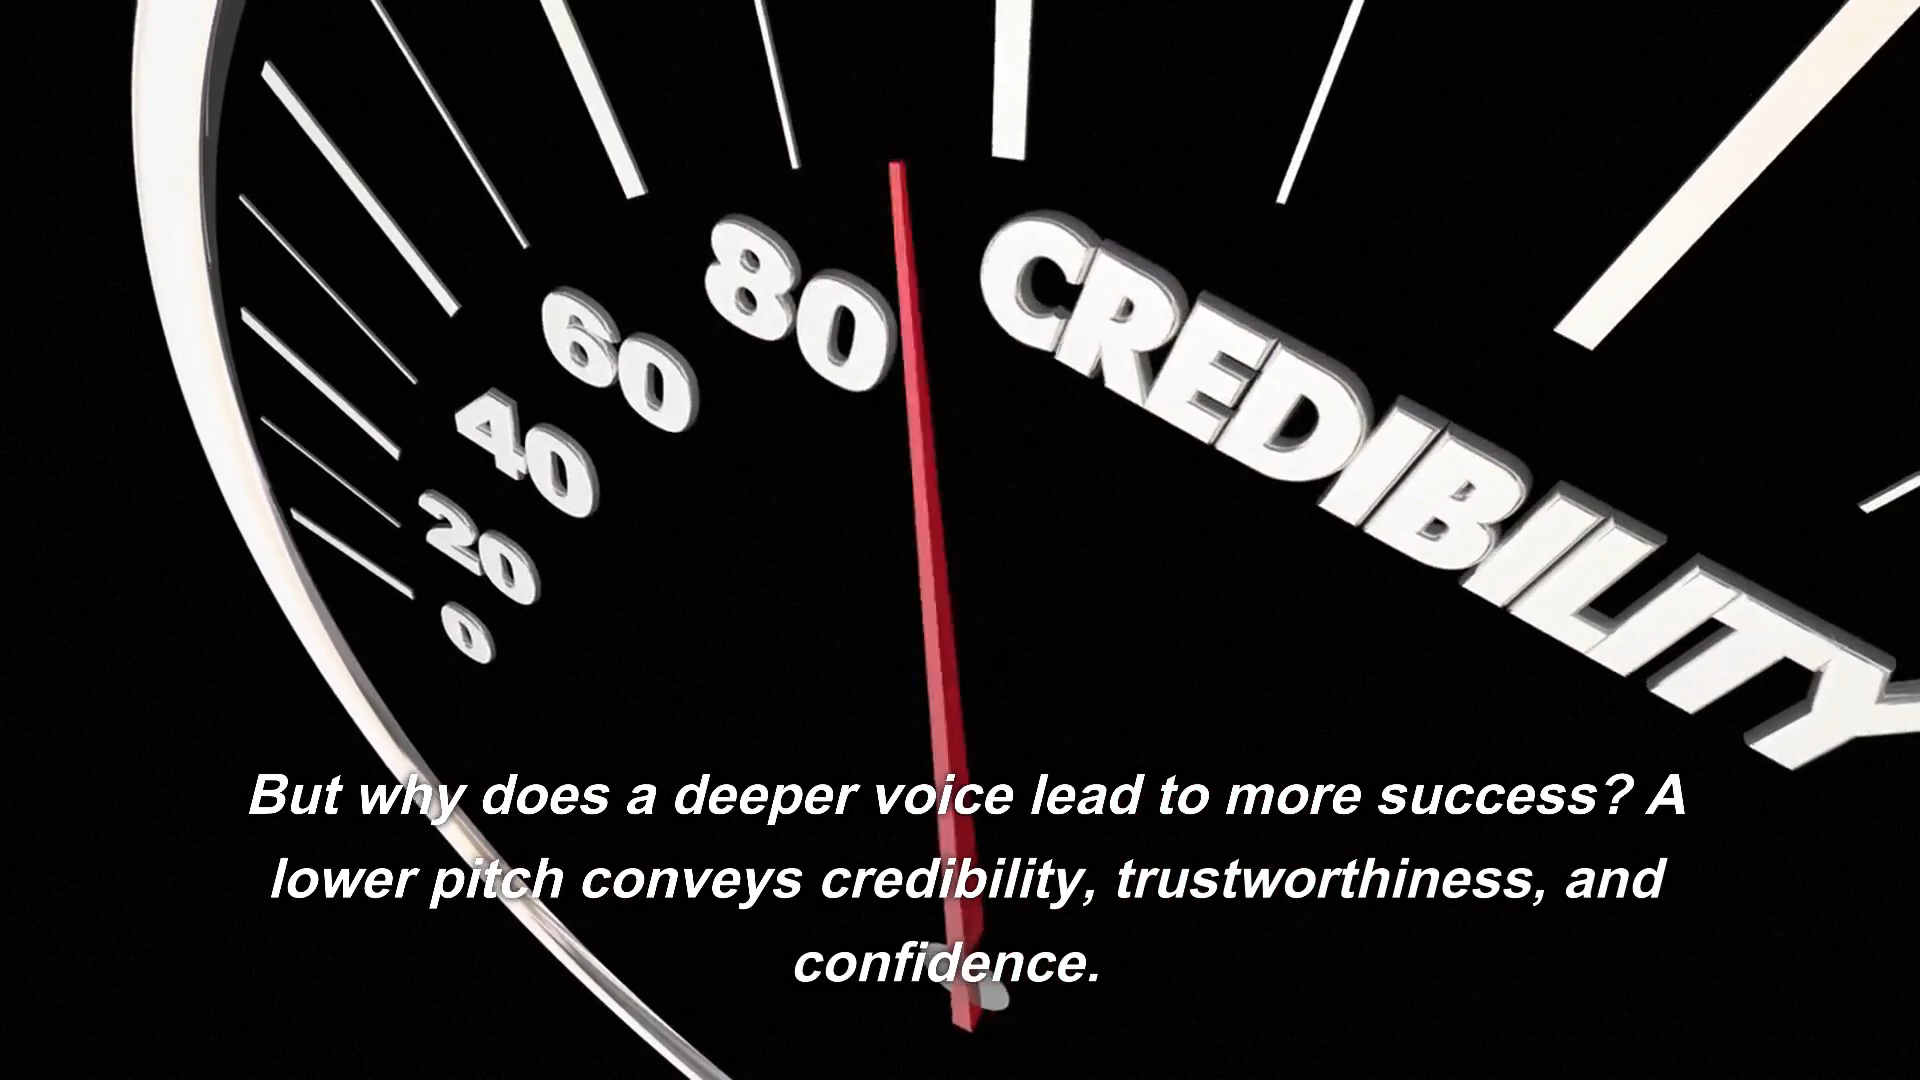 80
60
40
20
0
CREDIBILITY
But why does a deeper voice lead to more success? A
lower pitch conveys credibility, trustworthiness, and
confidence.